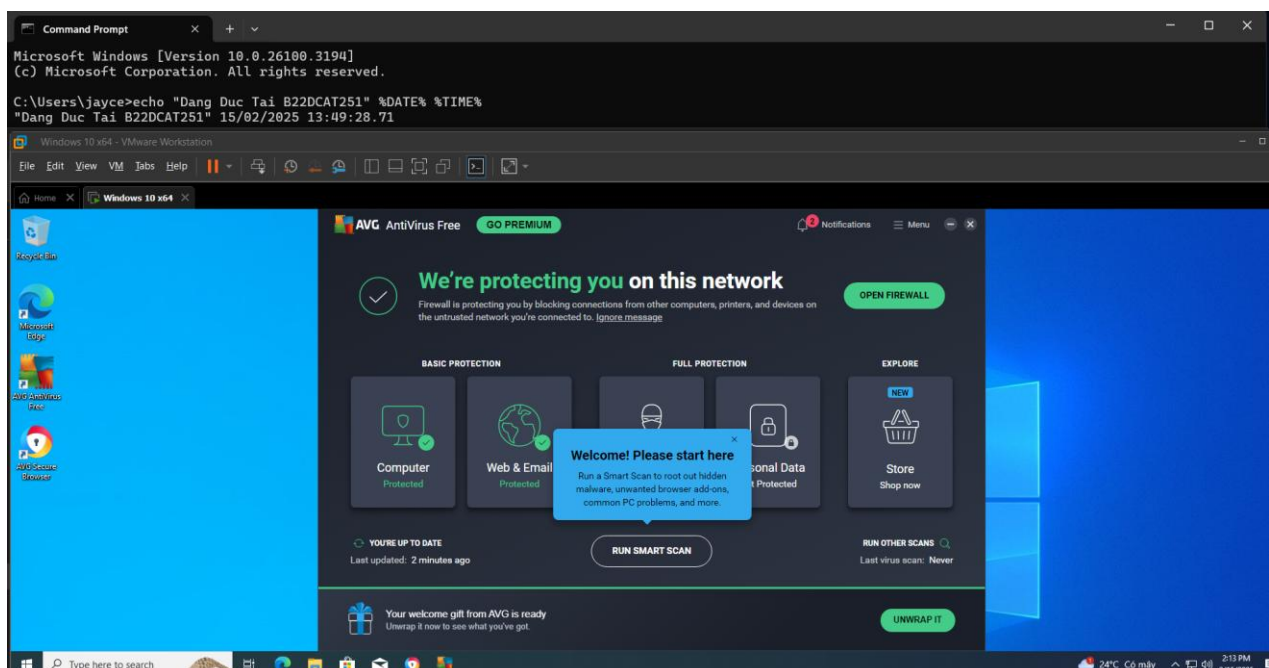 Command Prompt
Microsoft Windows [Version 10.0.26100.3194]
(c) Microsoft Corporation. All rights reserved.
C:\Users\jayce>echo "Dang Duc Tai B22DCAT251" %DATE% %TIME%
"Dang Duc Tai B22DCAT251" 15/02/2025 13:49:28.71
Windows 10 x64 - VMware Workstation
File Edit View VM Tabs Help
Home Windows 10 x64
Recycle Bin
Microsoft
Edge
AVG AntiVirus
Free
AVG Secure
Browser
AVG AntiVirus Free GO PREMIUM 2 Notifications Menu
We're protecting you on this network
Firewall is protecting you by blocking connections from other computers, printers, and devices on
the untrusted network you're connected to. Ignore message
OPEN FIREWALL
BASIC PROTECTION FULL PROTECTION EXPLORE
NEW
Computer
Protected
Web & Email
Protected
sonal Data
t Protected
Store
Shop now
Welcome! Please start here
Run a Smart Scan to root out hidden
malware, unwanted browser add-ons,
common PC problems, and more.
YOU'RE UP TO DATE
Last updated: 2 minutes ago
RUN SMART SCAN
RUN OTHER SCANS
Last virus scan: Never
Your welcome gift from AVG is ready
Unwrap it now to see what you've got.
UNWRAP IT
Type here to search
24°C Có mây
2:13 PM